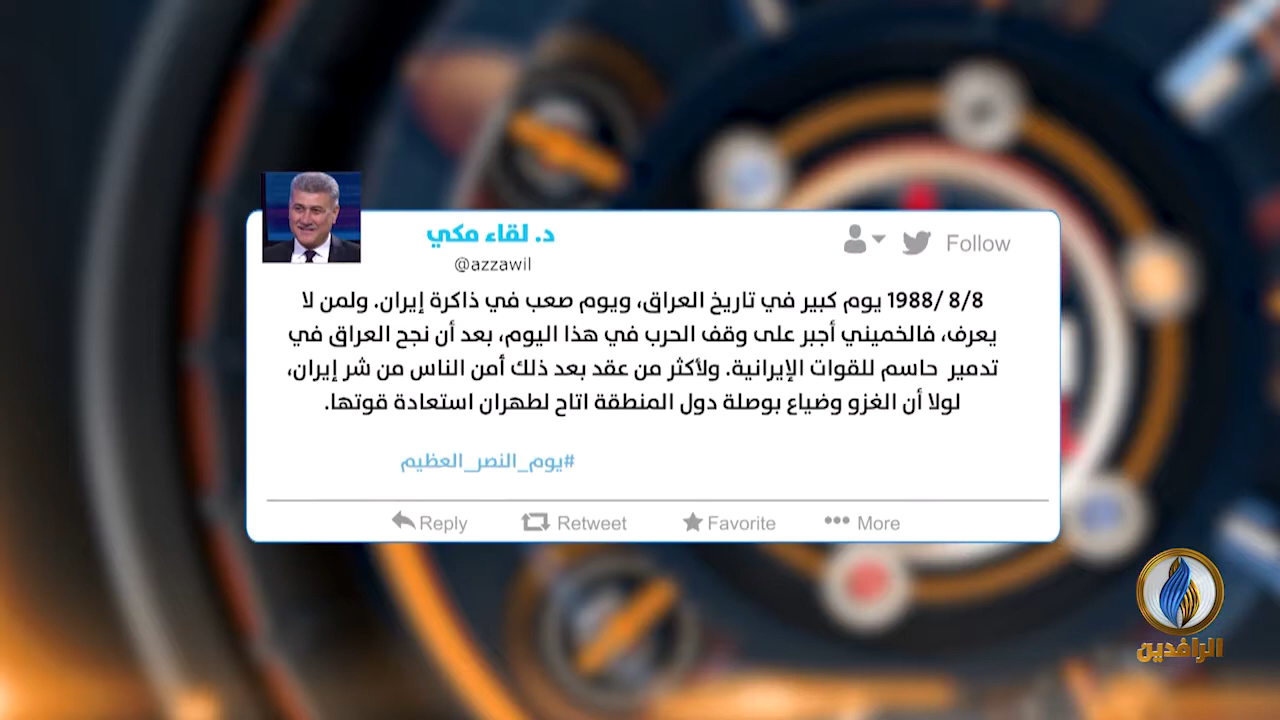 د. لقاء مكي
@azzawil
Follow
8/8 /1988 يوم كبير في تاريخ العراق، ويوم صعب في ذاكرة إيران. ولمن لا
يعرف، فالخميني أجبر على وقف الحرب في هذا اليوم، بعد أن نجح العراق في
تدمير حاسم للقوات الإيرانية. ولأكثر من عقد بعد ذلك أمن الناس من شر إيران،
لولا أن الغزو وضياع بوصلة دول المنطقة اتاح لطهران استعادة قوتها.
#يوم_النصر_العظيم
Reply Retweet Favorite More
الرافدين